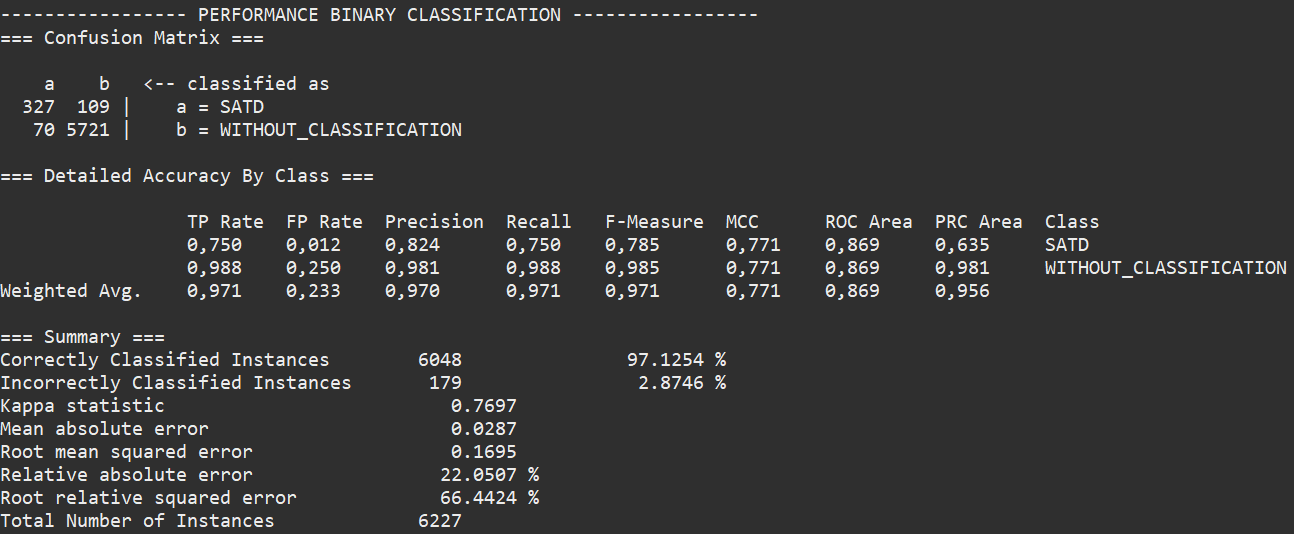 ----------------- PERFORMANCE BINARY CLASSIFICATION -----------------
=== Confusion Matrix ===

    a    b   <-- classified as
  327  109 |    a = SATD
   70 5721 |    b = WITHOUT_CLASSIFICATION

=== Detailed Accuracy By Class ===

                 TP Rate  FP Rate  Precision  Recall   F-Measure  MCC      ROC Area  PRC Area  Class
                 0,750    0,012    0,824      0,750    0,785      0,771    0,869     0,635     SATD
                 0,988    0,250    0,981      0,988    0,985      0,771    0,869     0,981     WITHOUT_CLASSIFICATION
Weighted Avg.    0,971    0,233    0,970      0,971    0,971      0,771    0,869     0,956

=== Summary ===
Correctly Classified Instances        6048               97.1254 %
Incorrectly Classified Instances       179                2.8746 %
Kappa statistic                          0.7697
Mean absolute error                      0.0287
Root mean squared error                  0.1695
Relative absolute error                 22.0507 %
Root relative squared error             66.4424 %
Total Number of Instances             6227